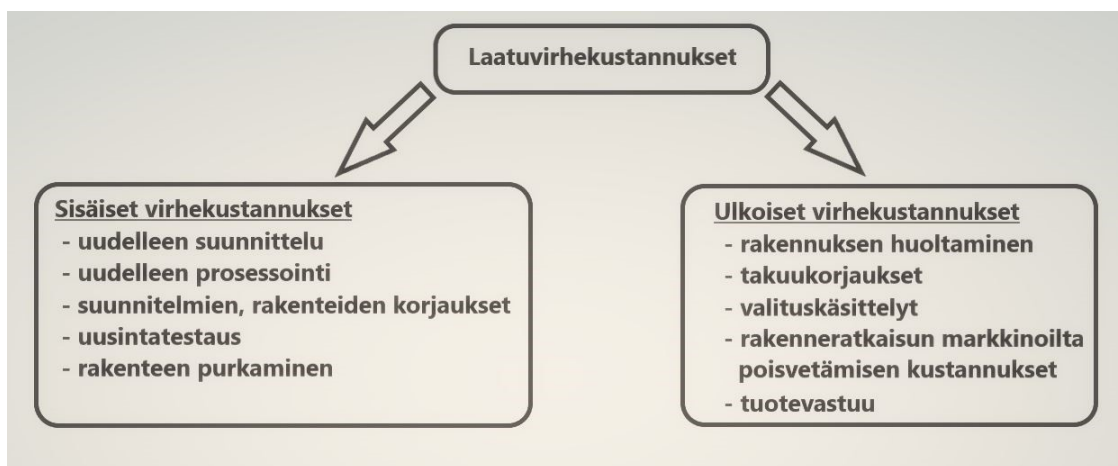 Laatuvirhekustannukset
Sisäiset virhekustannukset
- uudelleen suunnittelu
- uudelleen prosessointi
- suunnitelmien, rakenteiden korjaukset
- uusintatestaus
- rakenteen purkaminen
Ulkoiset virhekustannukset
- rakennuksen huoltaminen
- takuukorjaukset
- valituskäsittelyt
- rakenneratkaisun markkinoilta
poisvetämisen kustannukset
- tuotevastuu